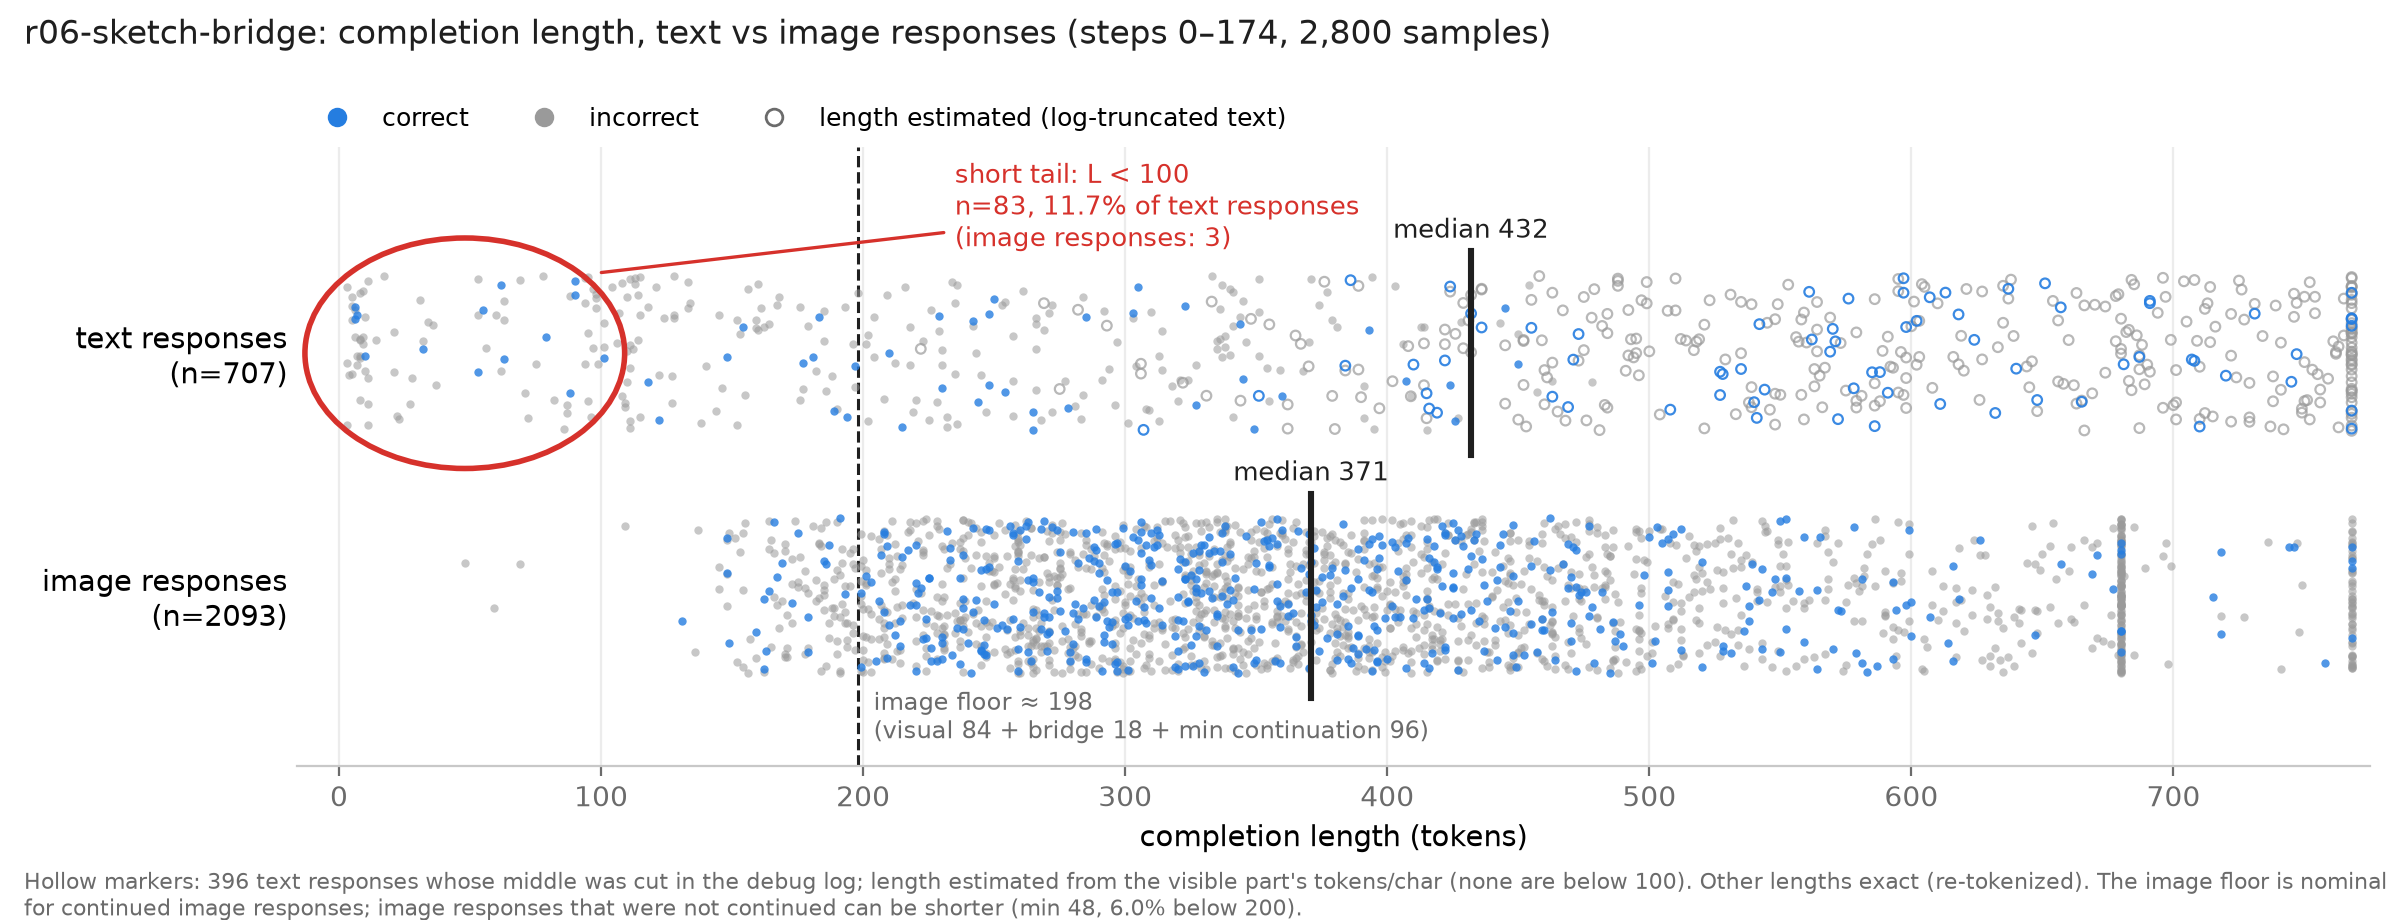 r06-sketch-bridge: completion length, text vs image responses (steps 0–174, 2,800 samples)
correct
incorrect
length estimated (log-truncated text)
short tail: L < 100
n=83, 11.7% of text responses
(image responses: 3)
median 432
text responses
(n=707)
median 371
image responses
(n=2093)
image floor ≈ 198
(visual 84 + bridge 18 + min continuation 96)
0
100
200
300
400
500
600
700
completion length (tokens)
Hollow markers: 396 text responses whose middle was cut in the debug log; length estimated from the visible part's tokens/char (none are below 100). Other lengths exact (re-tokenized). The image floor is nominal
for continued image responses; image responses that were not continued can be shorter (min 48, 6.0% below 200).